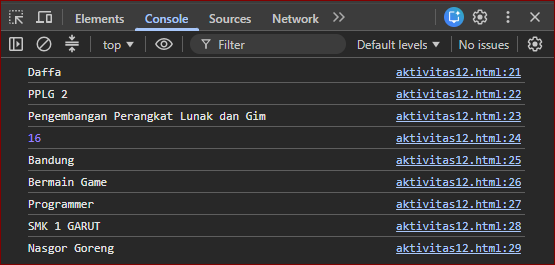 Elements Console Sources Network
top Filter Default levels No issues
Daffa aktivitas12.html:21
PPLG 2 aktivitas12.html:22
Pengembangan Perangkat Lunak dan Gim aktivitas12.html:23
16 aktivitas12.html:24
Bandung aktivitas12.html:25
Bermain Game aktivitas12.html:26
Programmer aktivitas12.html:27
SMK 1 GARUT aktivitas12.html:28
Nasgor Goreng aktivitas12.html:29